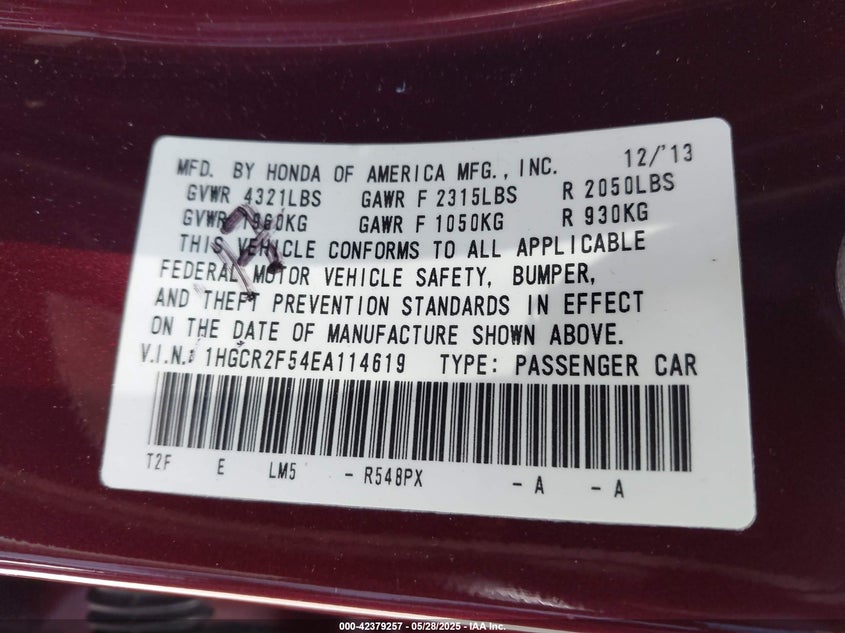 MFD. BY HONDA OF AMERICA MFG., INC. 12/'13
GVWR 4321LBS GAWR F 2315LBS R 2050LBS
GVWR 1960KG GAWR F 1050KG R 930KG
THIS VEHICLE CONFORMS TO ALL APPLICABLE
FEDERAL MOTOR VEHICLE SAFETY, BUMPER,
AND THEFT PREVENTION STANDARDS IN EFFECT
ON THE DATE OF MANUFACTURE SHOWN ABOVE.
V.I.N.: 1HGCR2F54EA114619 TYPE: PASSENGER CAR
T2F E LM5 - R548PX - A - A
000-42379257 - 05/28/2025 - IAA Inc.